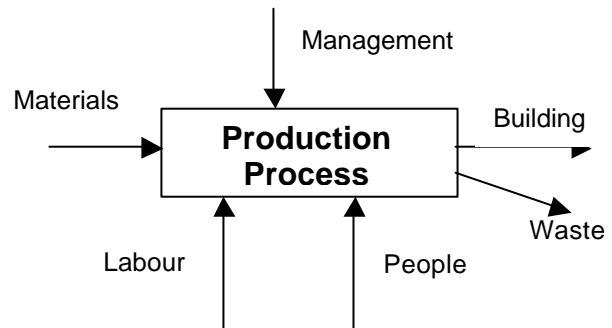 Management
Materials
Building
Production
Process
Waste
Labour
People